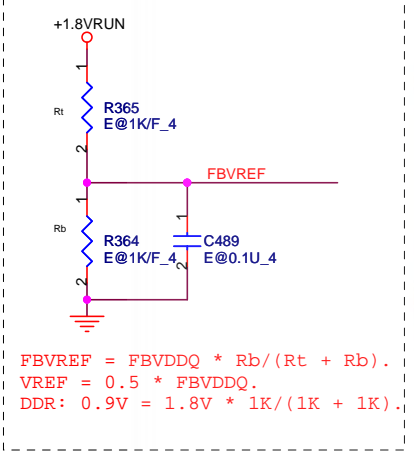 +1.8VRUN
1
Rt
R365
E@1K/F_4
2
FBVREF
1
1
Rb
R364
C489
E@1K/F_4
E@0.1U_4
2
2
FBVREF = FBVDDQ * Rb/(Rt + Rb).
VREF = 0.5 * FBVDDQ.
DDR: 0.9V = 1.8V * 1K/(1K + 1K).